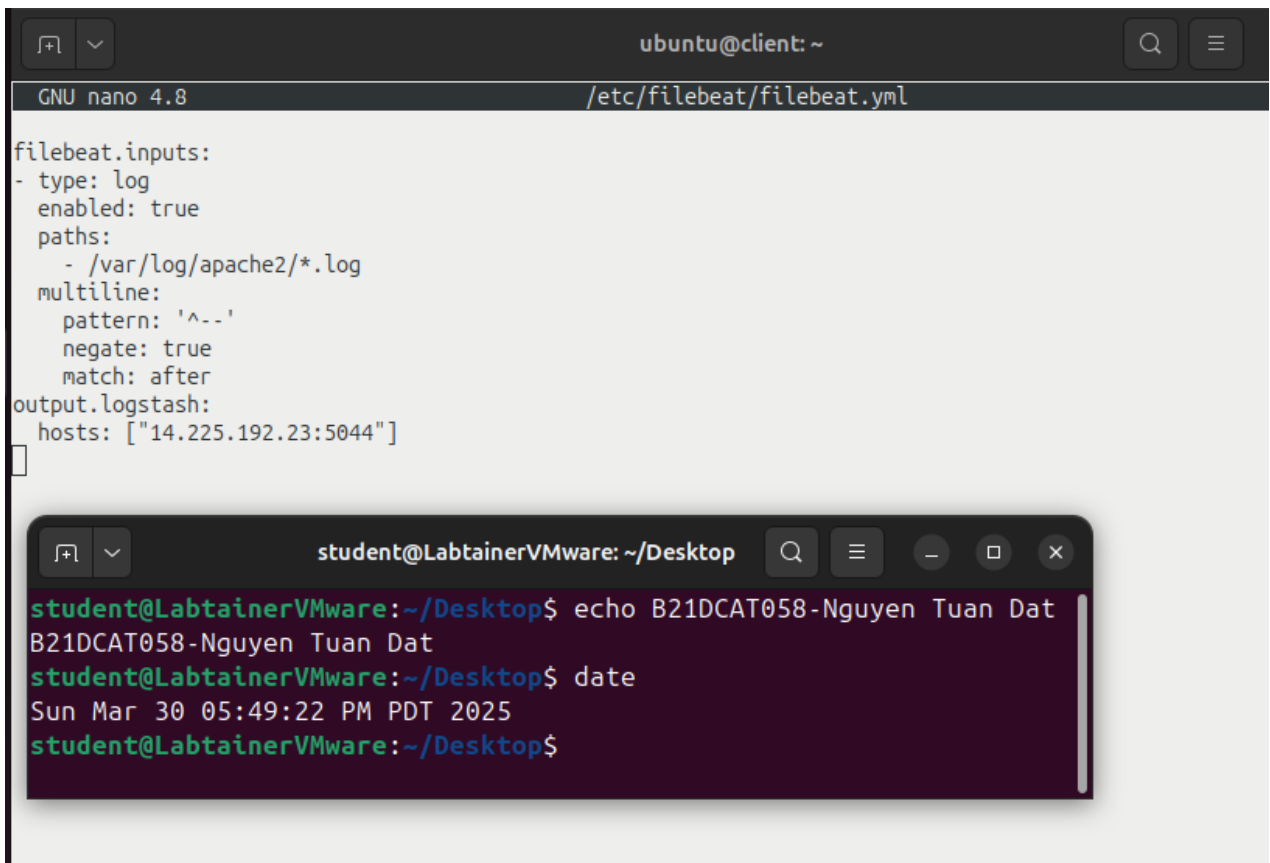 ubuntu@client: ~
GNU nano 4.8 /etc/filebeat/filebeat.yml
filebeat.inputs:
- type: log
  enabled: true
  paths:
    - /var/log/apache2/*.log
  multiline:
    pattern: '^--'
    negate: true
    match: after
output.logstash:
  hosts: ["14.225.192.23:5044"]
student@LabtainerVMware: ~/Desktop
student@LabtainerVMware:~/Desktop$ echo B21DCAT058-Nguyen Tuan Dat
B21DCAT058-Nguyen Tuan Dat
student@LabtainerVMware:~/Desktop$ date
Sun Mar 30 05:49:22 PM PDT 2025
student@LabtainerVMware:~/Desktop$